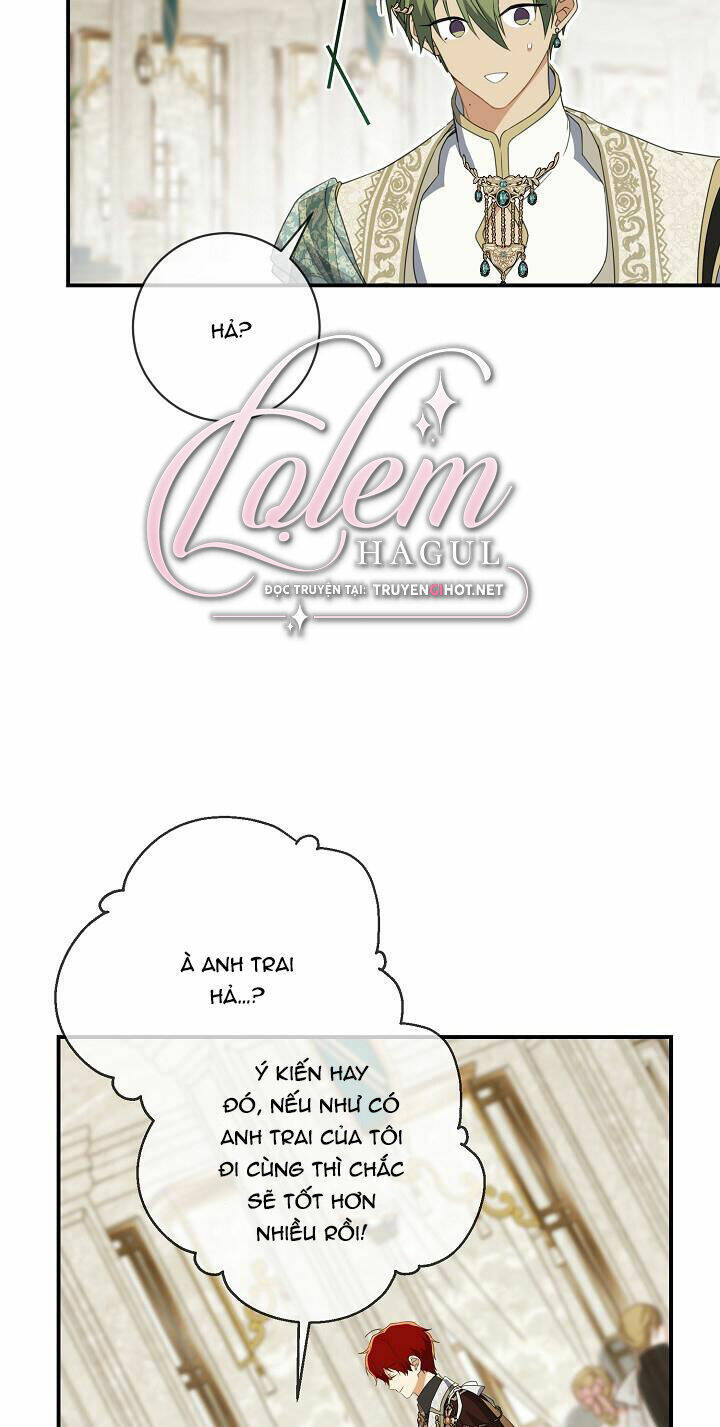 HẢ?
Lọlem
HAGUL
ĐỌC TRUYỆN TẠI: TRUYENGIHOT.NET
À ANH TRAI
HẢ...?
Ý KIẾN HAY
ĐÓ, NẾU NHƯ CÓ
ANH TRAI CỦA TÔI
ĐI CÙNG THÌ CHẮC
SẼ TỐT HƠN
NHIỀU RỒI!